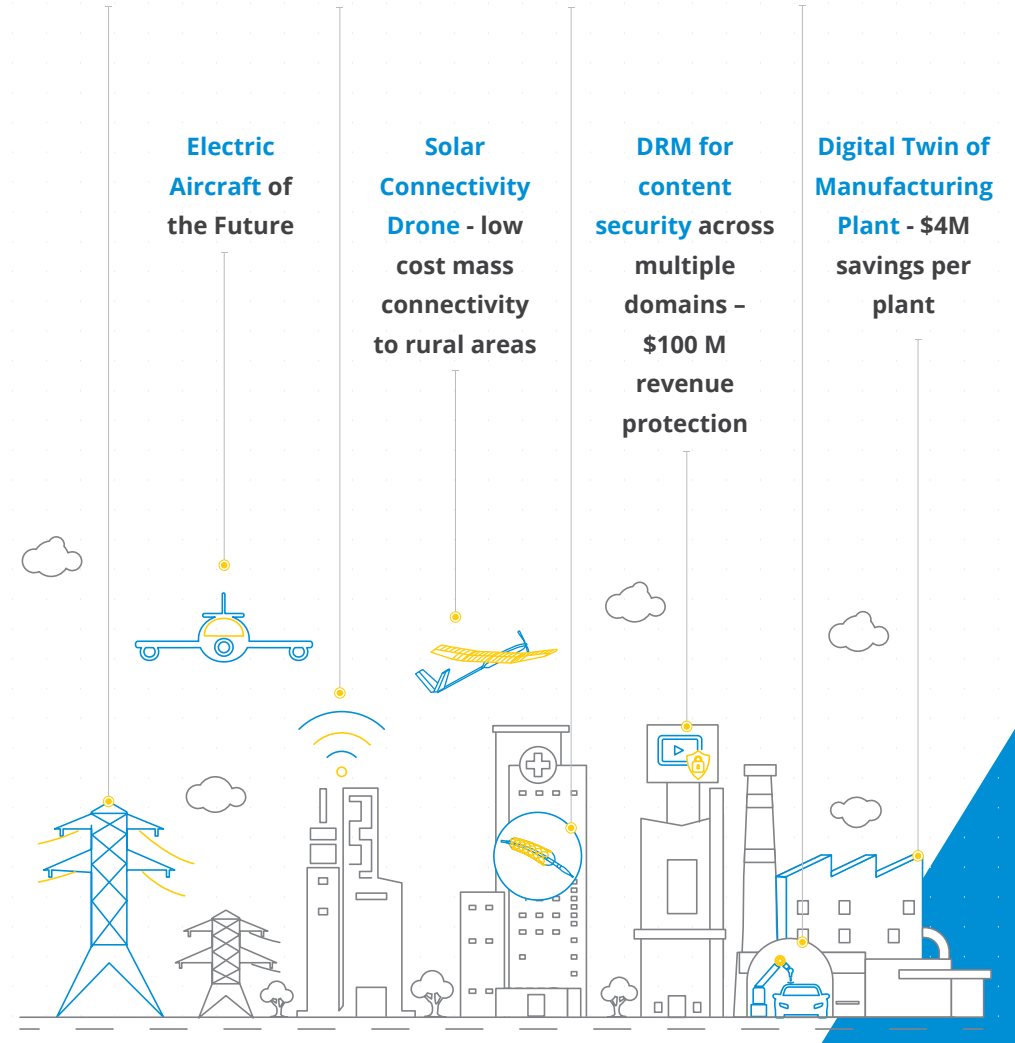 Electric
Aircraft of
the Future
Solar
Connectivity
Drone - low
cost mass
connectivity
to rural areas
DRM for
content
security across
multiple
domains –
$100 M
revenue
protection
Digital Twin of
Manufacturing
Plant - $4M
savings per
plant